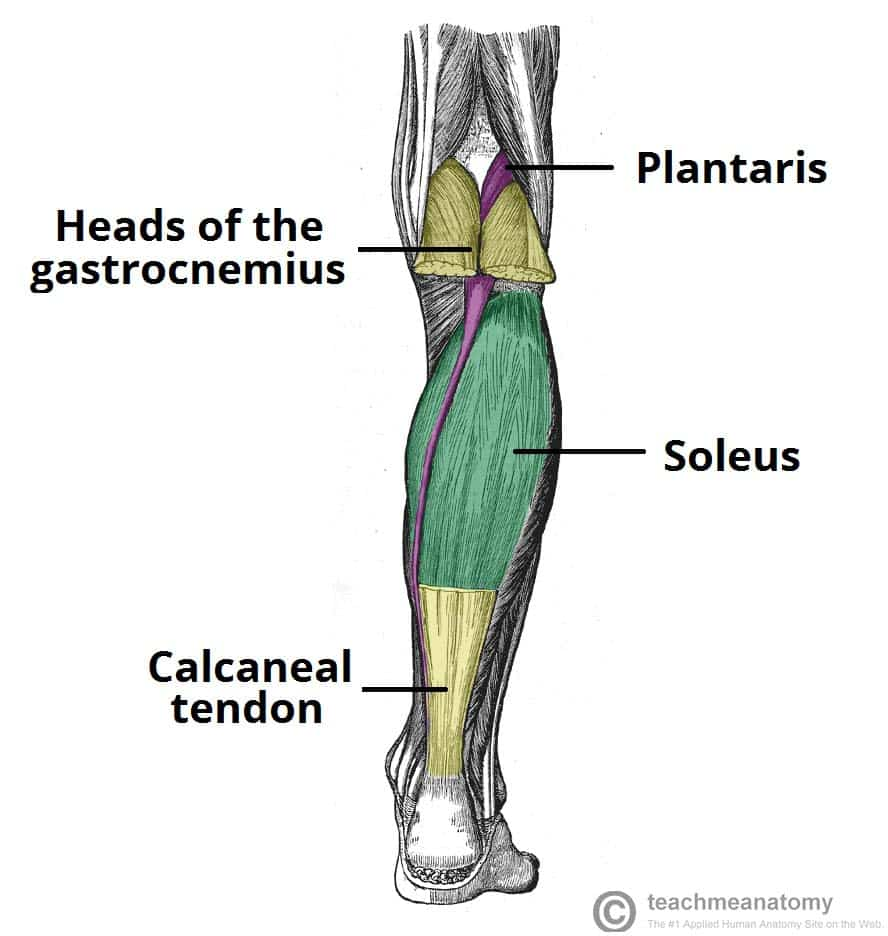 Plantaris
Heads of the
gastrocnemius
Soleus
Calcaneal
tendon
© teachmeanatomy
The #1 Applied Human Anatomy Site on the Web.